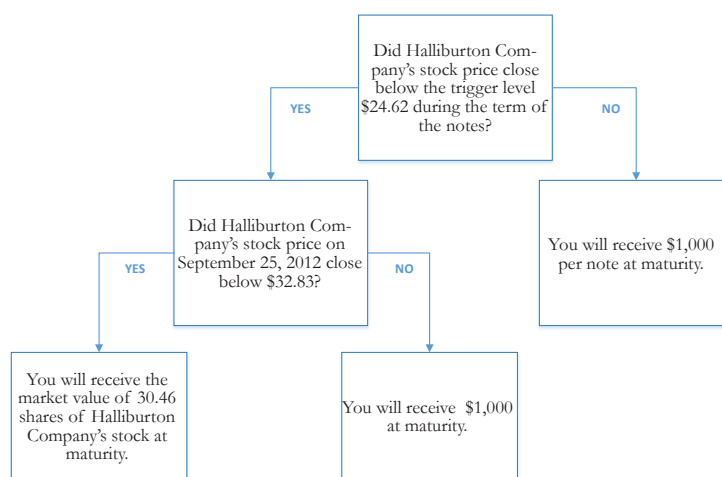 Did Halliburton Com-
pany's stock price close
below the trigger level
$24.62 during the term of
the notes?
YES
NO
Did Halliburton Com-
pany's stock price on
September 25, 2012 close
below $32.83?
You will receive $1,000
per note at maturity.
YES
NO
You will receive the
market value of 30.46
shares of Halliburton
Company's stock at
maturity.
You will receive  $1,000
at maturity.